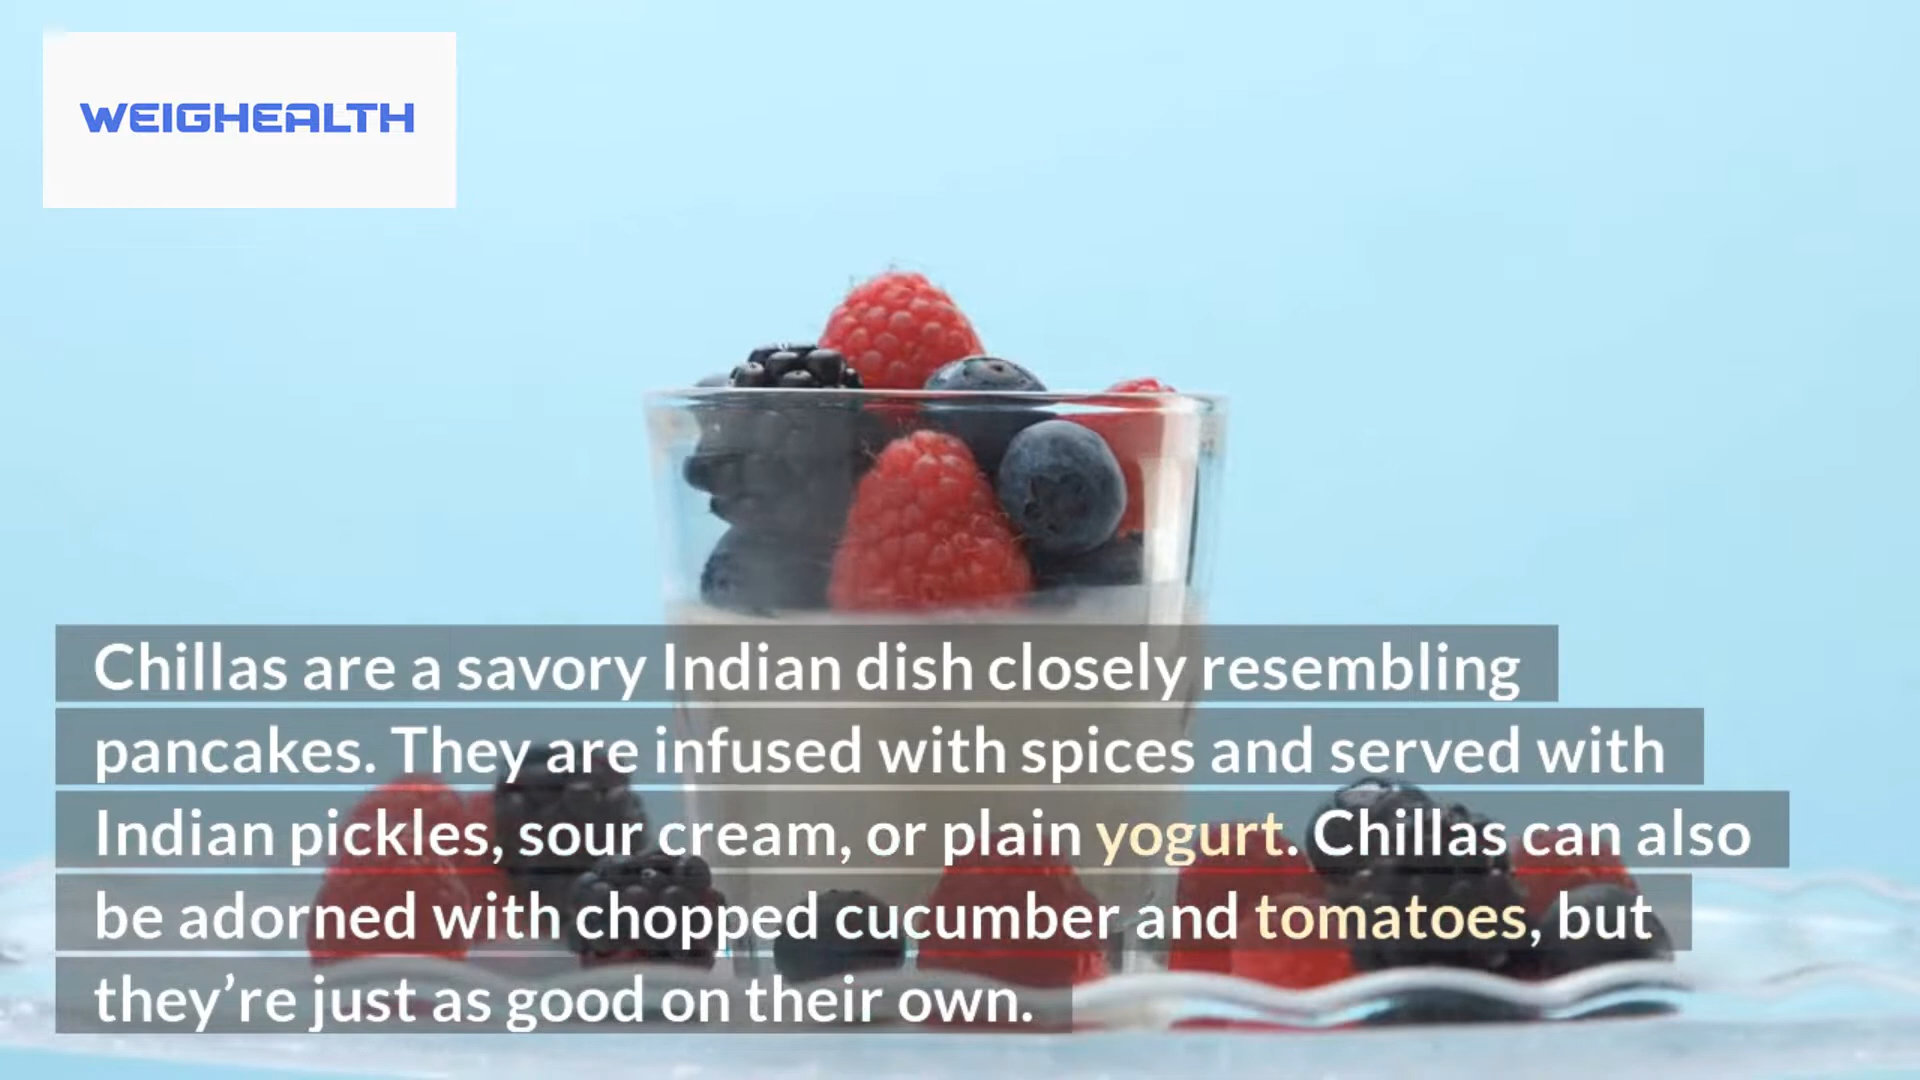 WEIGHEALTH
Chillas are a savory Indian dish closely resembling
pancakes. They are infused with spices and served with
Indian pickles, sour cream, or plain yogurt. Chillas can also
be adorned with chopped cucumber and tomatoes, but
they’re just as good on their own.